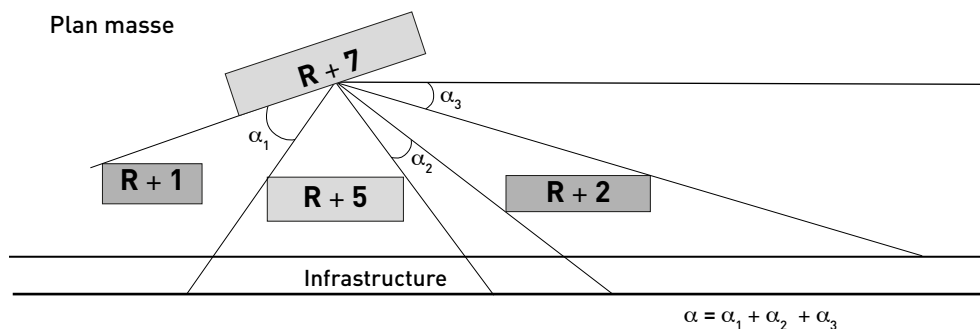 Plan masse
R + 7
α3
α1
α2
R + 1
R + 5
R + 2
Infrastructure
α = α1 + α2 + α3